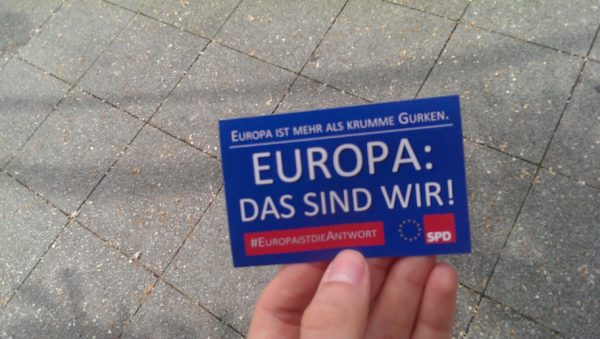 Europa ist mehr als krumme Gurken.
EUROPA:
DAS SIND WIR!
#EuropaistdieAntwort
SPD